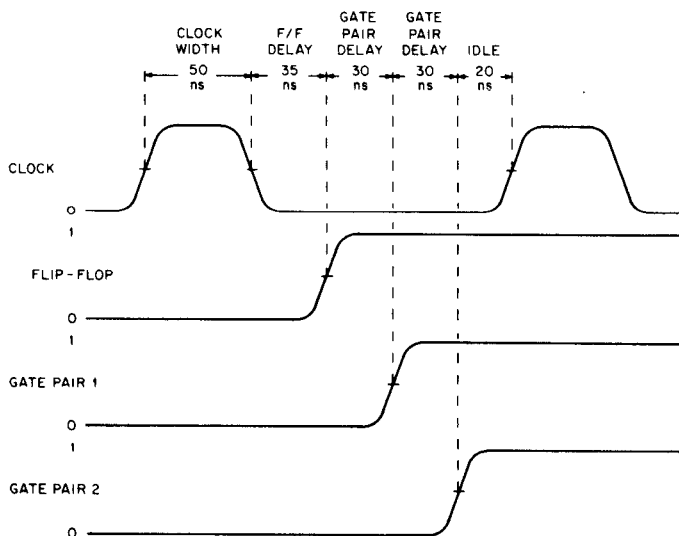 CLOCK WIDTH
F/F DELAY
GATE PAIR DELAY
GATE PAIR DELAY
IDLE
50 ns
35 ns
30 ns
30 ns
20 ns
CLOCK
0
1
FLIP-FLOP
0
1
GATE PAIR 1
0
1
GATE PAIR 2
0